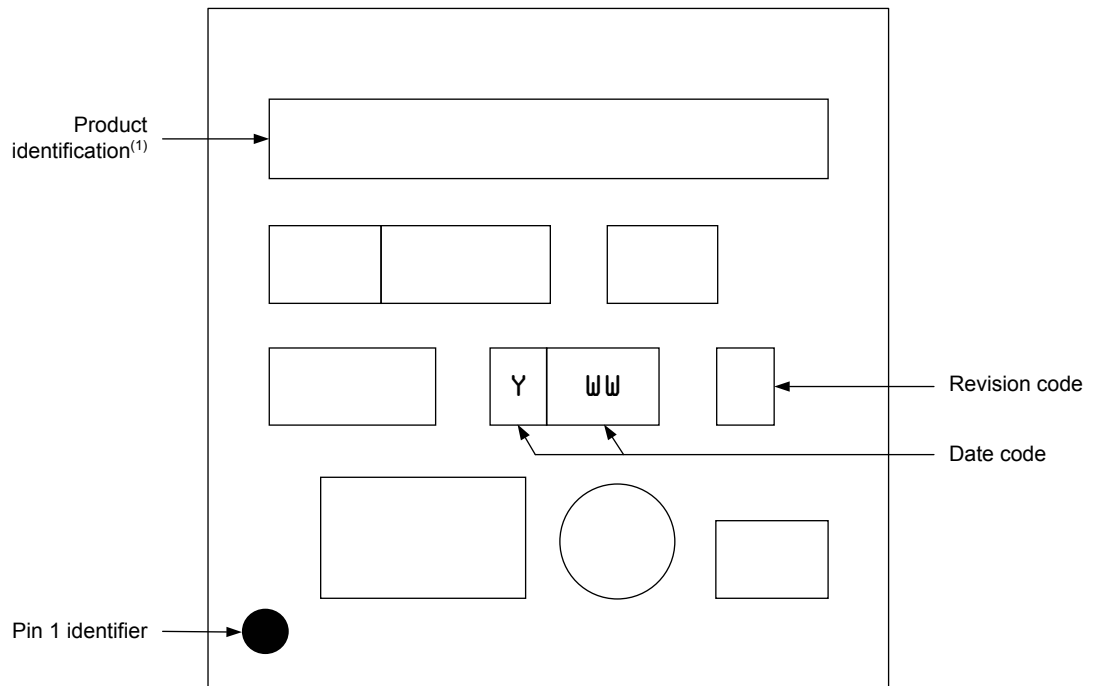 Product
identification(1)
Y WW
Revision code
Date code
Pin 1 identifier